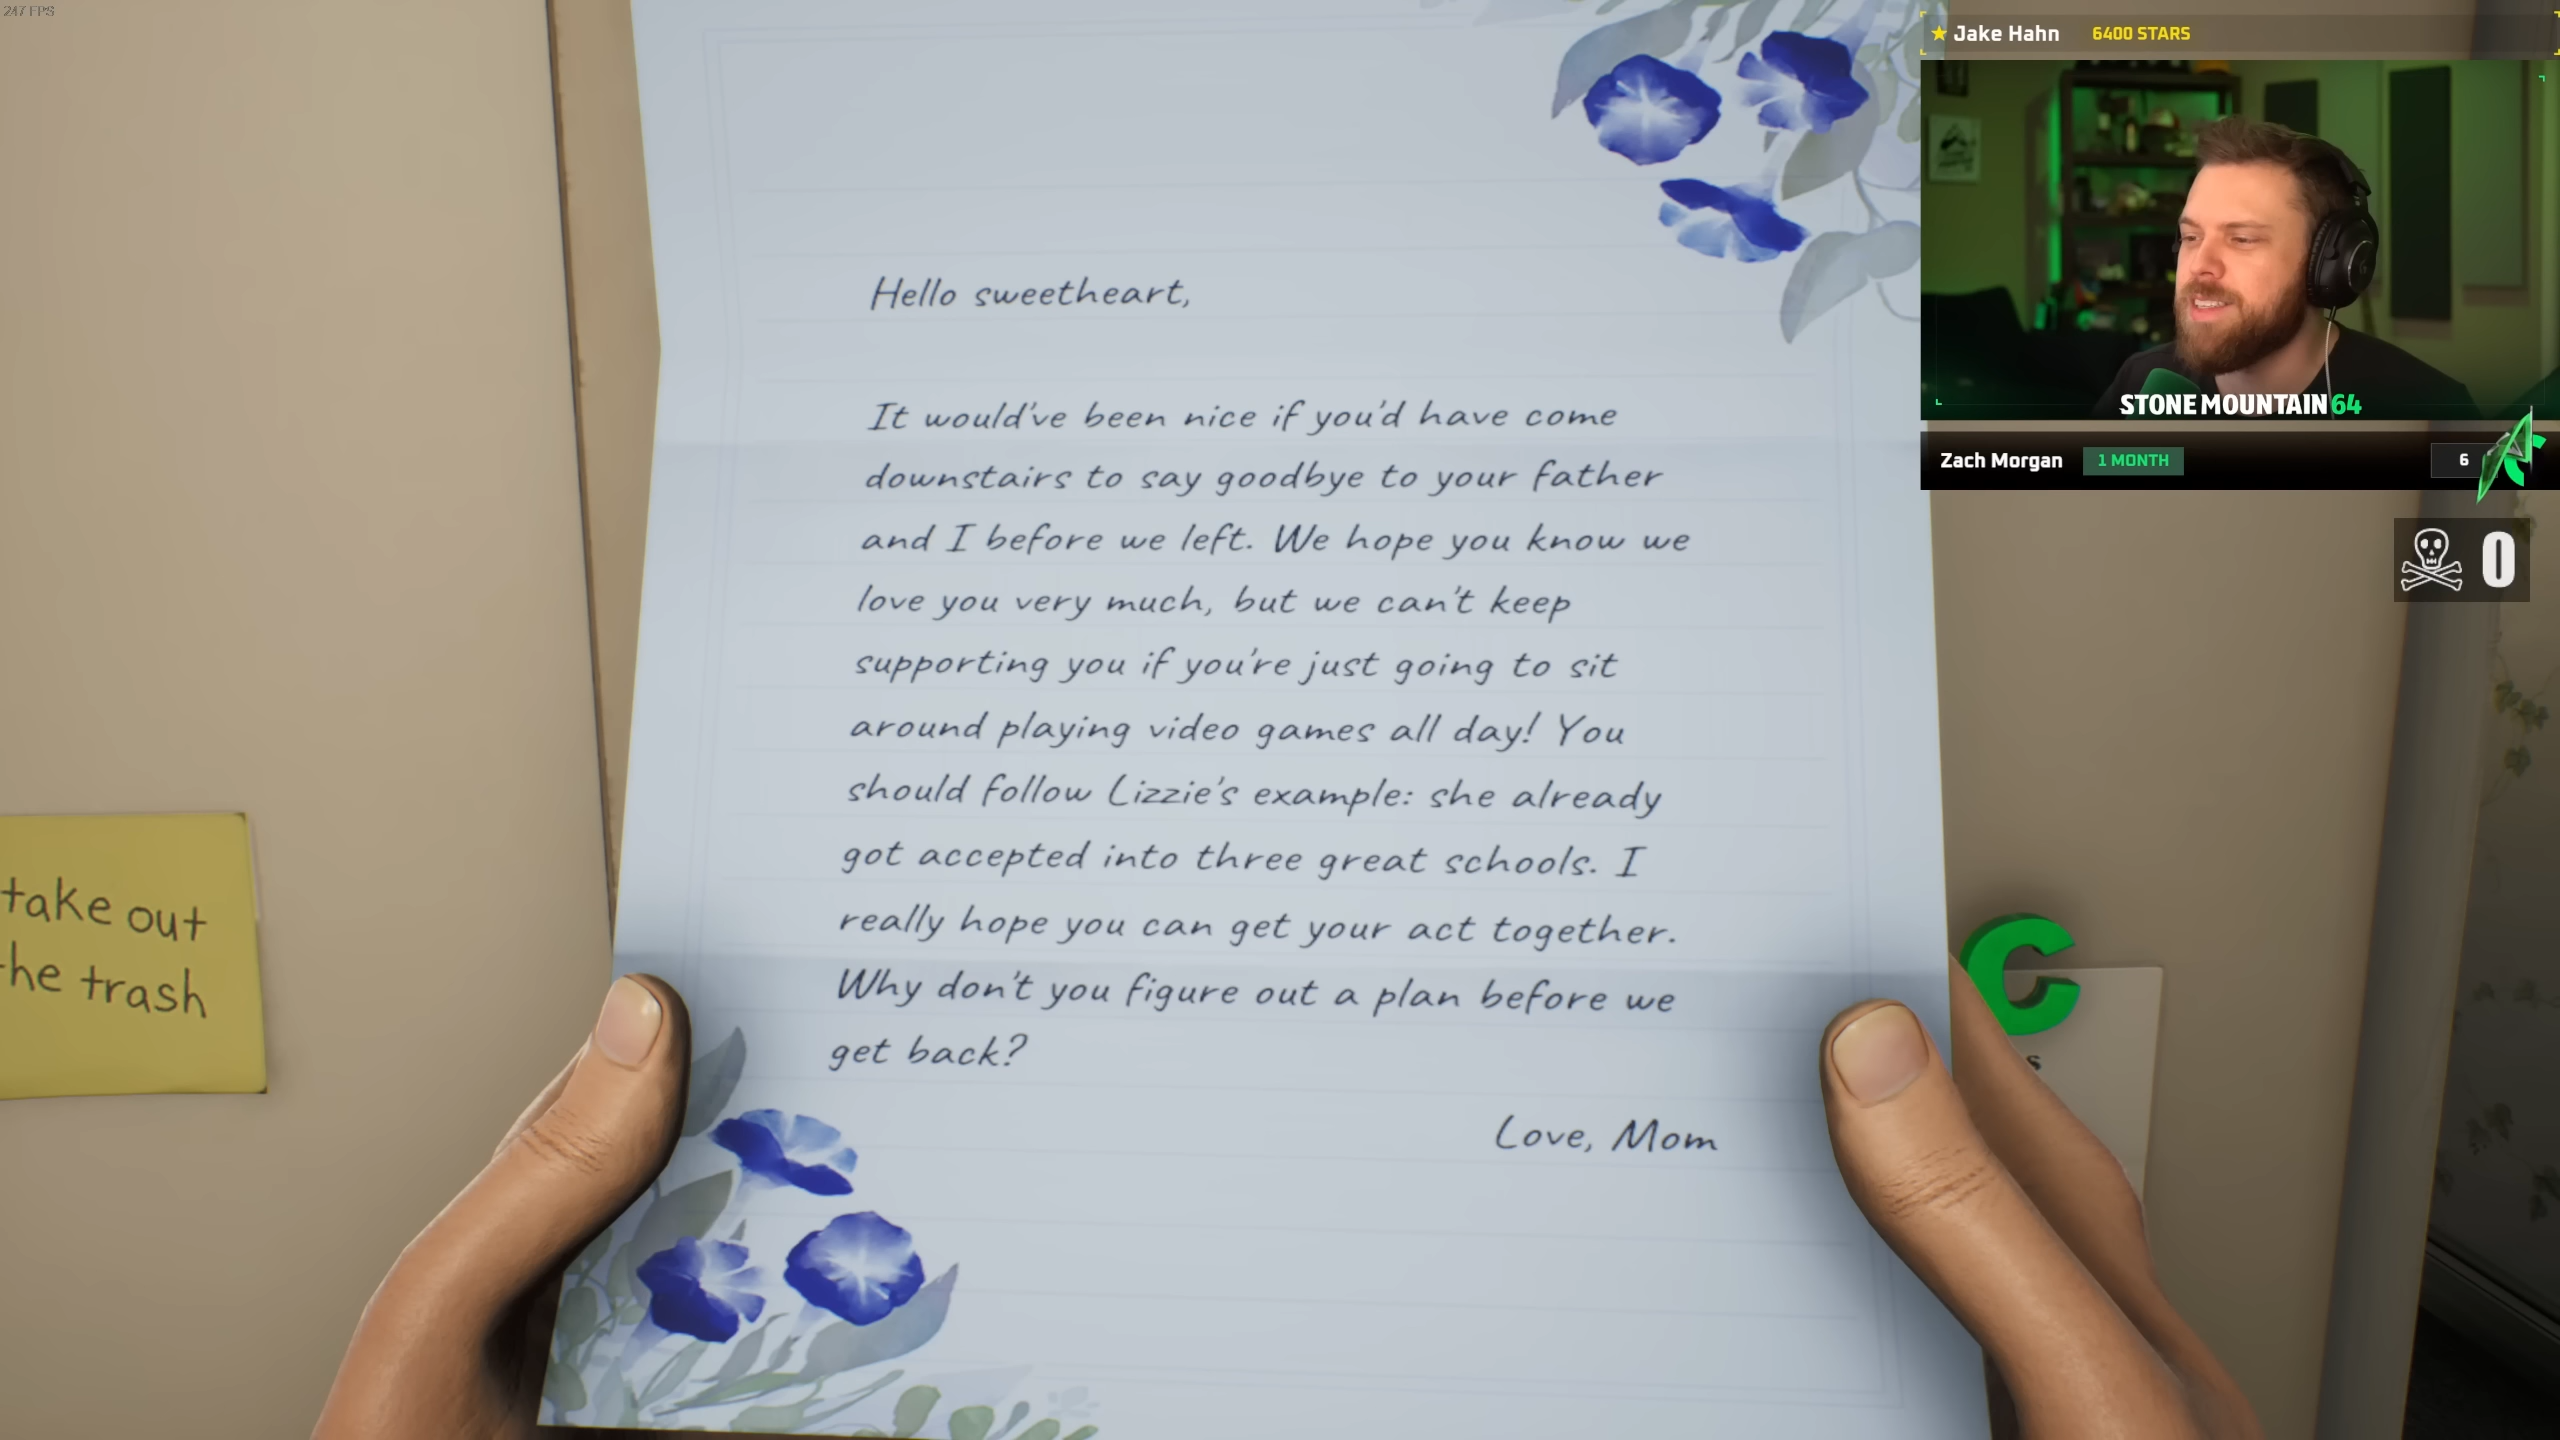 247 FPS
Jake Hahn 6400 STARS
STONE MOUNTAIN 64
Zach Morgan 1 MONTH 6
0
Hello sweetheart,
It would've been nice if you'd have come
downstairs to say goodbye to your father
and I before we left. We hope you know we
love you very much, but we can't keep
supporting you if you're just going to sit
around playing video games all day! You
should follow Lizzie's example: she already
got accepted into three great schools. I
really hope you can get your act together.
Why don't you figure out a plan before we
get back?
Love, Mom
take out
he trash
C
s